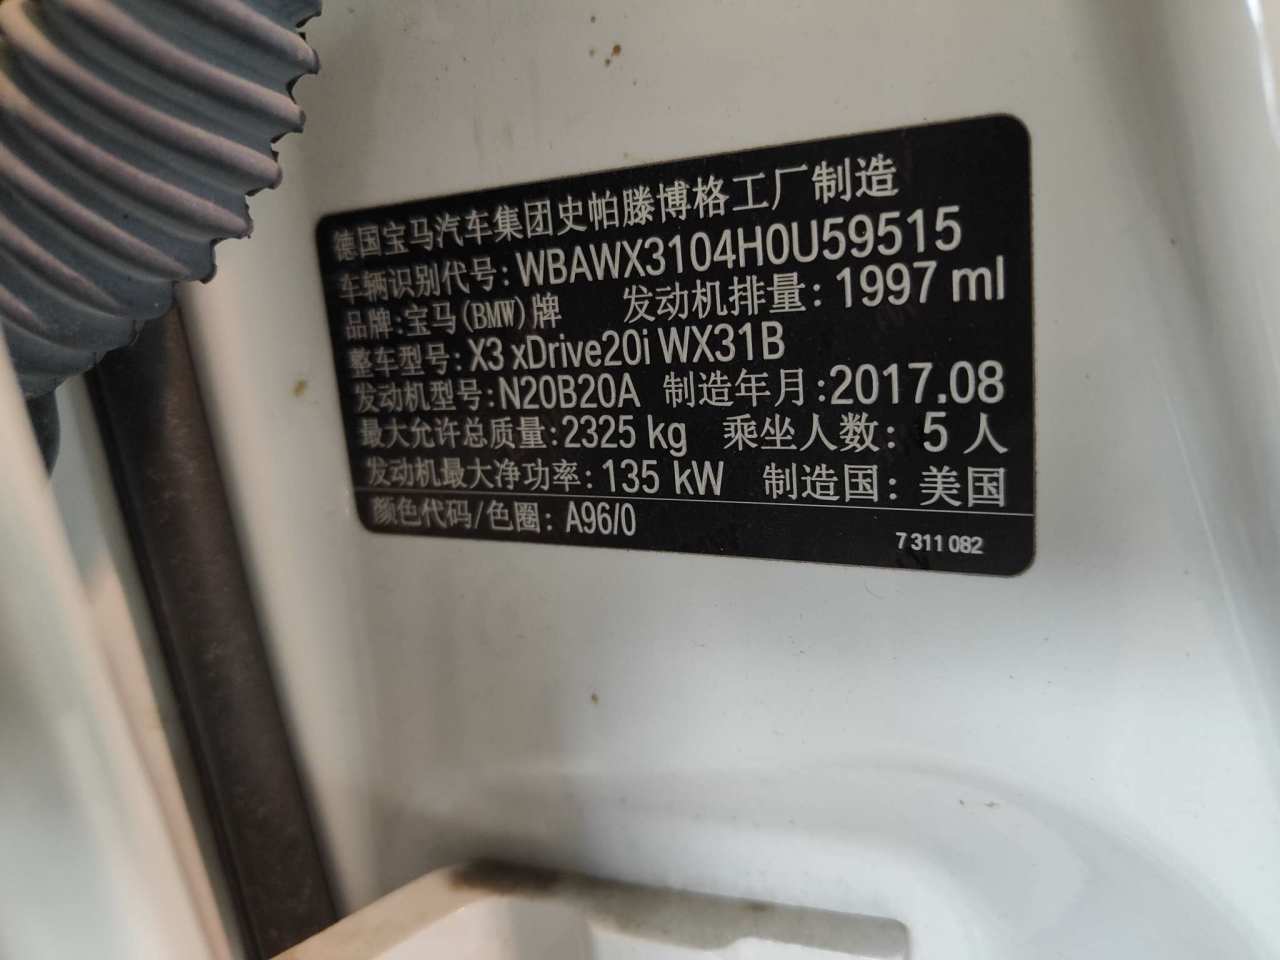 德国宝马汽车集团史帕滕博格工厂制造
车辆识别代号: WBAWX3104H0U59515
品牌: 宝马(BMW)牌 发动机排量: 1997 ml
整车型号: X3 xDrive20i WX31B
发动机型号: N20B20A 制造年月: 2017.08
最大允许总质量: 2325 kg 乘坐人数: 5 人
发动机最大净功率: 135 kW 制造国: 美国
颜色代码/色圈: A96/0
7 311 082